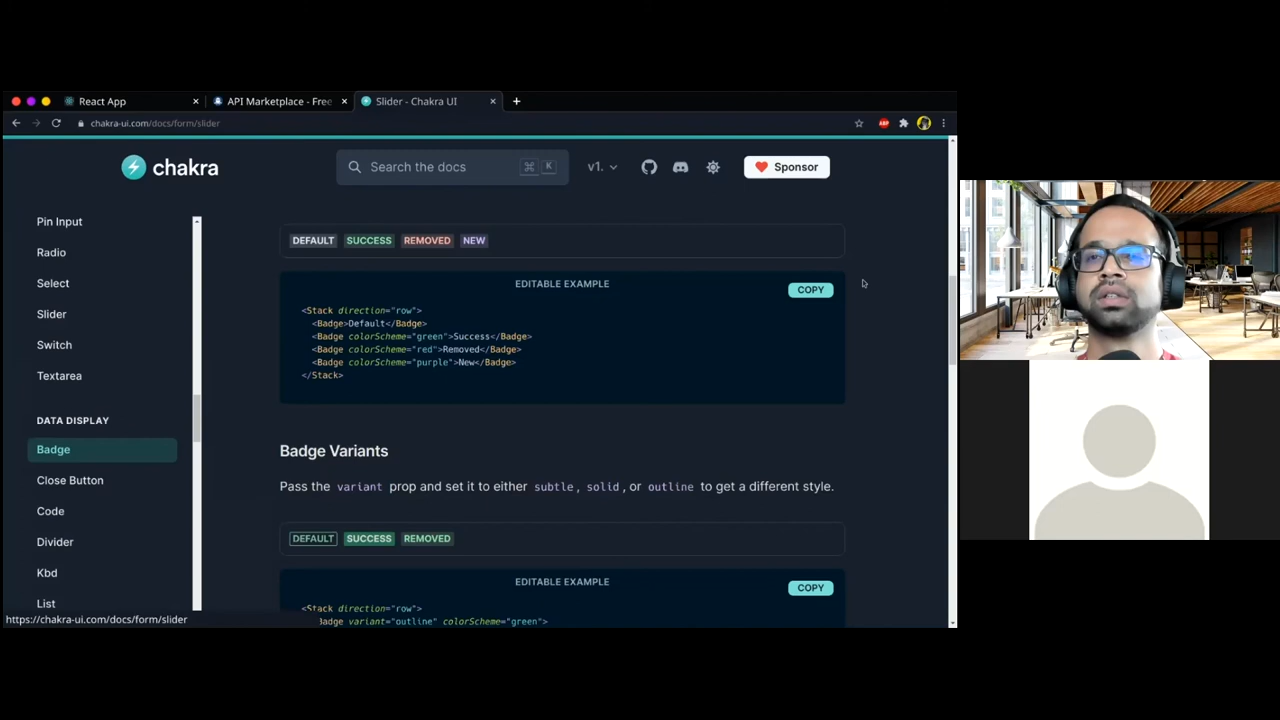 React App
API Marketplace - Free
Slider - Chakra UI
chakra-ui.com/docs/form/slider
ABP
chakra
Search the docs
⌘ K
v1.
Sponsor
Pin Input
Radio
Select
Slider
Switch
Textarea
DATA DISPLAY
Badge
Close Button
Code
Divider
Kbd
List
https://chakra-ui.com/docs/form/slider
DEFAULT SUCCESS REMOVED NEW
EDITABLE EXAMPLE
COPY
<Stack direction="row">
<Badge>Default</Badge>
<Badge colorScheme="green">Success</Badge>
<Badge colorScheme="red">Removed</Badge>
<Badge colorScheme="purple">New</Badge>
</Stack>
Badge Variants
Pass the variant prop and set it to either subtle, solid, or outline to get a different style.
DEFAULT SUCCESS REMOVED
EDITABLE EXAMPLE
COPY
<Stack direction="row">
Badge variant="outline" colorScheme="green">